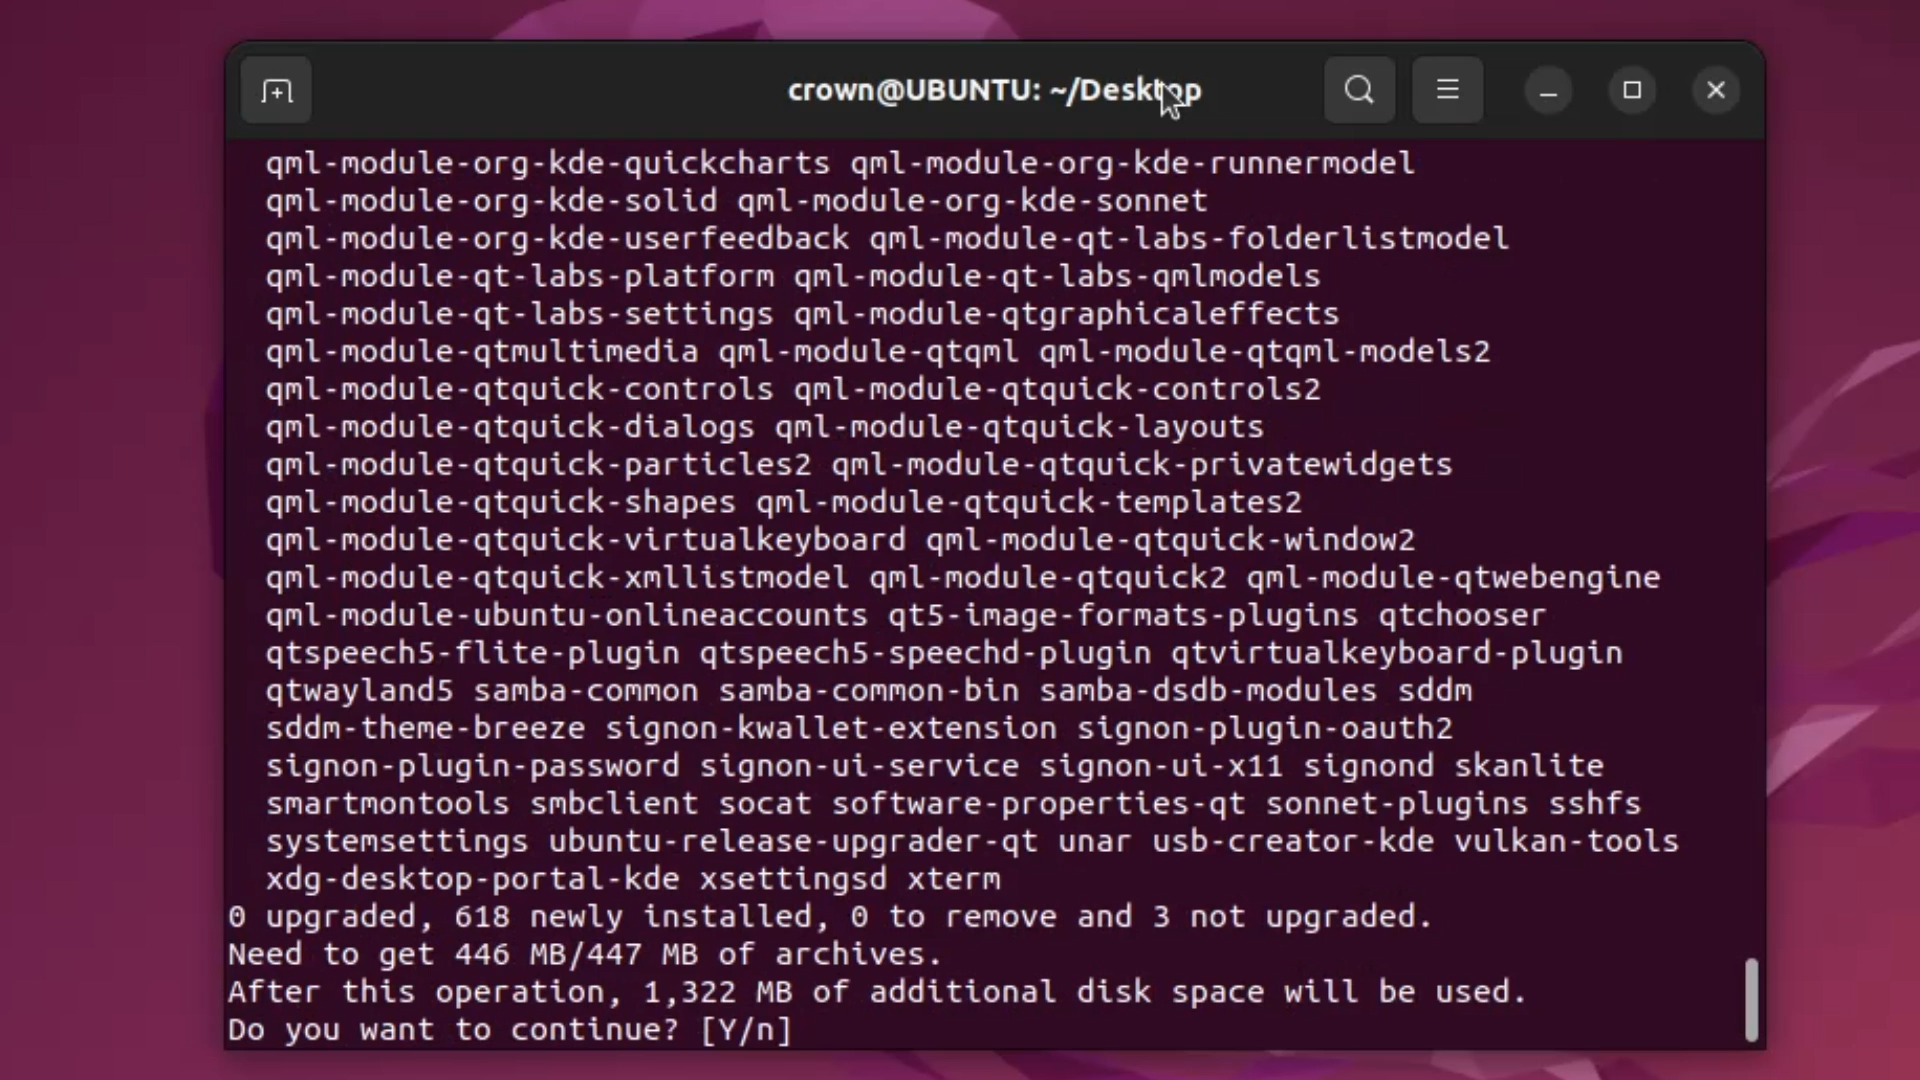 crown@UBUNTU: ~/Desktop
qml-module-org-kde-quickcharts qml-module-org-kde-runnermodel
qml-module-org-kde-solid qml-module-org-kde-sonnet
qml-module-org-kde-userfeedback qml-module-qt-labs-folderlistmodel
qml-module-qt-labs-platform qml-module-qt-labs-qmlmodels
qml-module-qt-labs-settings qml-module-qtgraphicaleffects
qml-module-qtmultimedia qml-module-qtqml qml-module-qtqml-models2
qml-module-qtquick-controls qml-module-qtquick-controls2
qml-module-qtquick-dialogs qml-module-qtquick-layouts
qml-module-qtquick-particles2 qml-module-qtquick-privatewidgets
qml-module-qtquick-shapes qml-module-qtquick-templates2
qml-module-qtquick-virtualkeyboard qml-module-qtquick-window2
qml-module-qtquick-xmllistmodel qml-module-qtquick2 qml-module-qtwebengine
qml-module-ubuntu-onlineaccounts qt5-image-formats-plugins qtchooser
qtspeech5-flite-plugin qtspeech5-speechd-plugin qtvirtualkeyboard-plugin
qtwayland5 samba-common samba-common-bin samba-dsdb-modules sddm
sddm-theme-breeze signon-kwallet-extension signon-plugin-oauth2
signon-plugin-password signon-ui-service signon-ui-x11 signond skanlite
smartmontools smbclient socat software-properties-qt sonnet-plugins sshfs
systemsettings ubuntu-release-upgrader-qt unar usb-creator-kde vulkan-tools
xdg-desktop-portal-kde xsettingsd xterm
0 upgraded, 618 newly installed, 0 to remove and 3 not upgraded.
Need to get 446 MB/447 MB of archives.
After this operation, 1,322 MB of additional disk space will be used.
Do you want to continue? [Y/n]